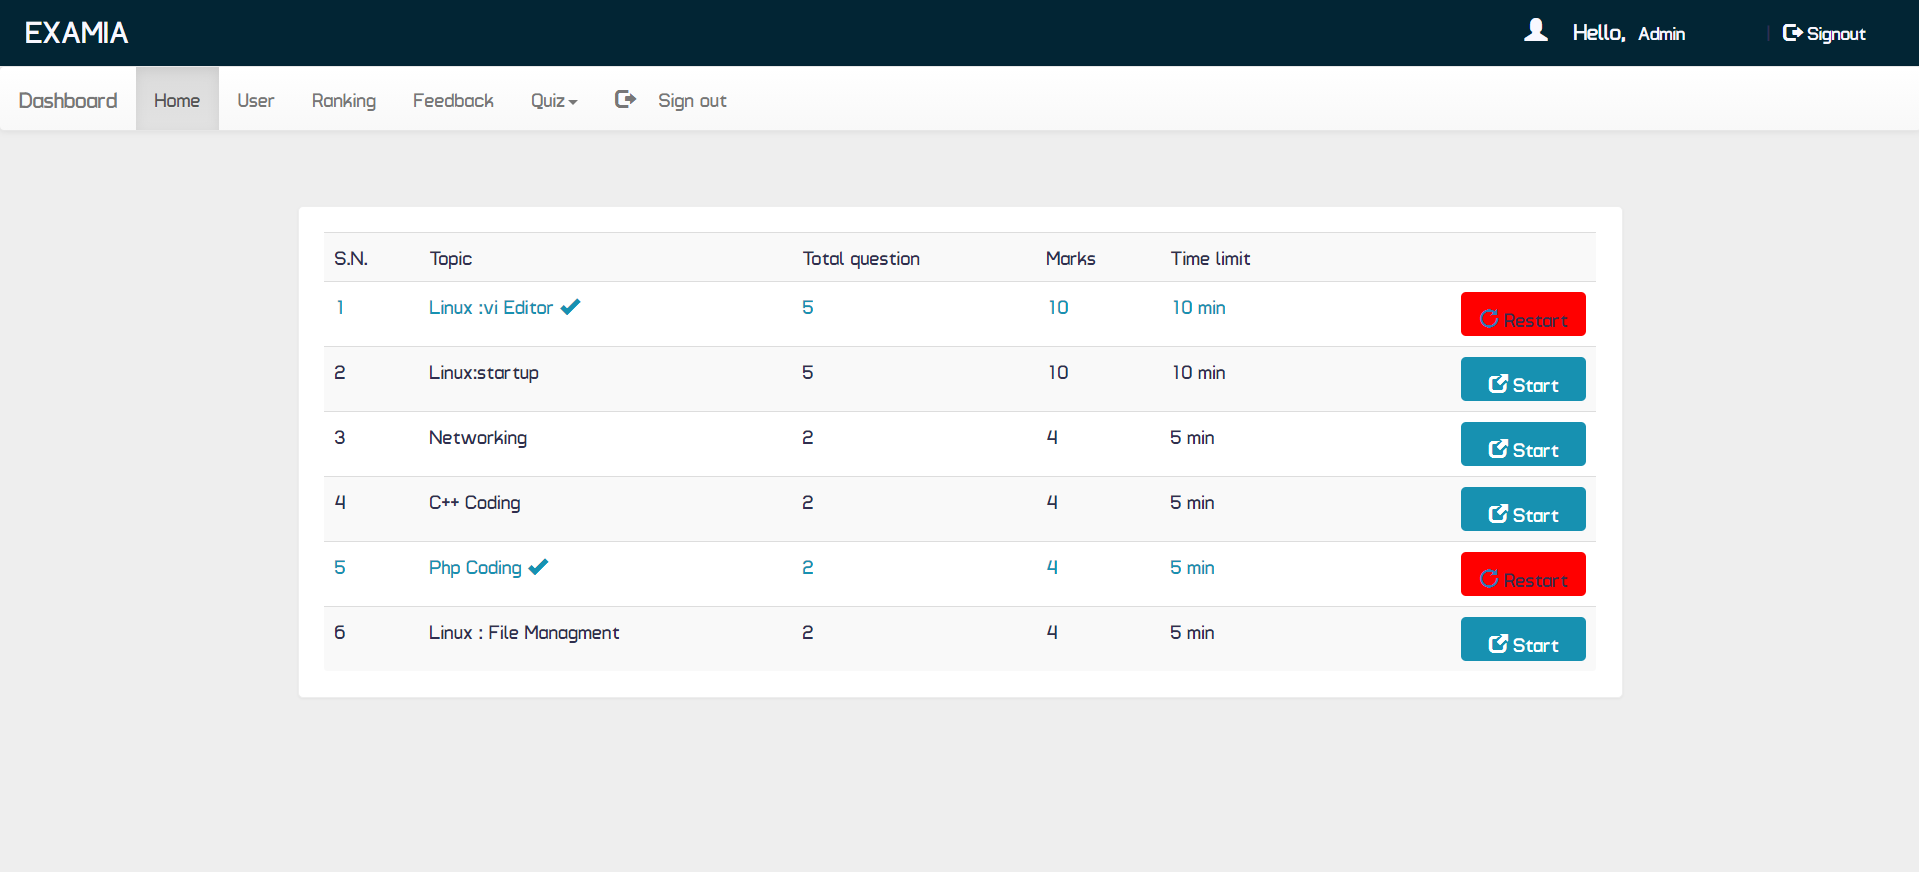 EXAMIA Hello, Admin | Signout
Dashboard Home User Ranking Feedback Quiz Sign out
S.N. Topic Total question Marks Time limit
1 Linux :vi Editor 5 10 10 min Restart
2 Linux:startup 5 10 10 min Start
3 Networking 2 4 5 min Start
4 C++ Coding 2 4 5 min Start
5 Php Coding 2 4 5 min Restart
6 Linux : File Managment 2 4 5 min Start